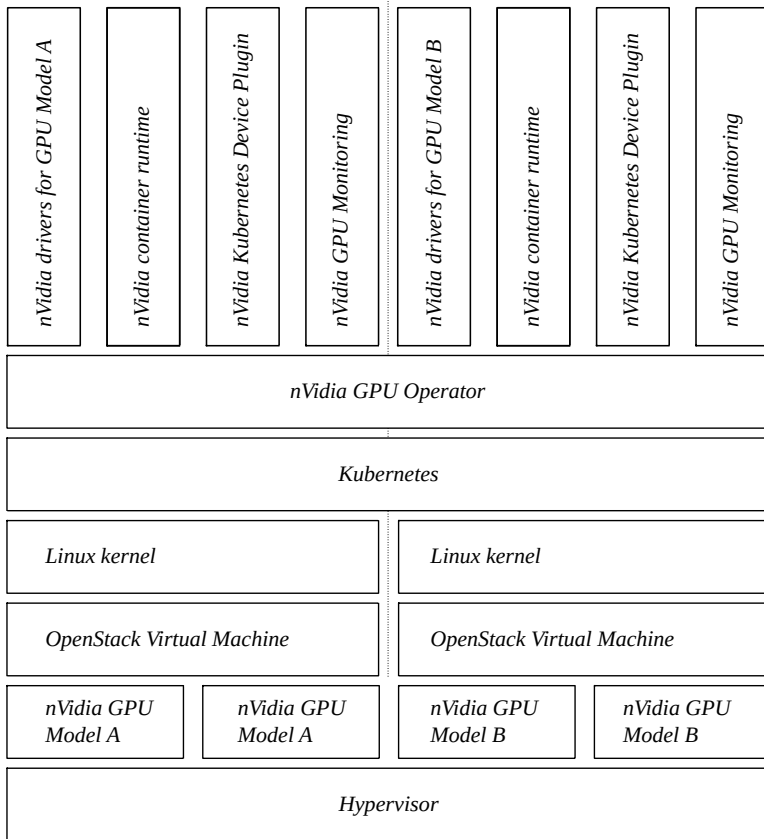 nVidia drivers for GPU Model A
nVidia container runtime
nVidia Kubernetes Device Plugin
nVidia GPU Monitoring
nVidia drivers for GPU Model B
nVidia container runtime
nVidia Kubernetes Device Plugin
nVidia GPU Monitoring
nVidia GPU Operator
Kubernetes
Linux kernel
Linux kernel
OpenStack Virtual Machine
OpenStack Virtual Machine
nVidia GPU
Model A
nVidia GPU
Model A
nVidia GPU
Model B
nVidia GPU
Model B
Hypervisor